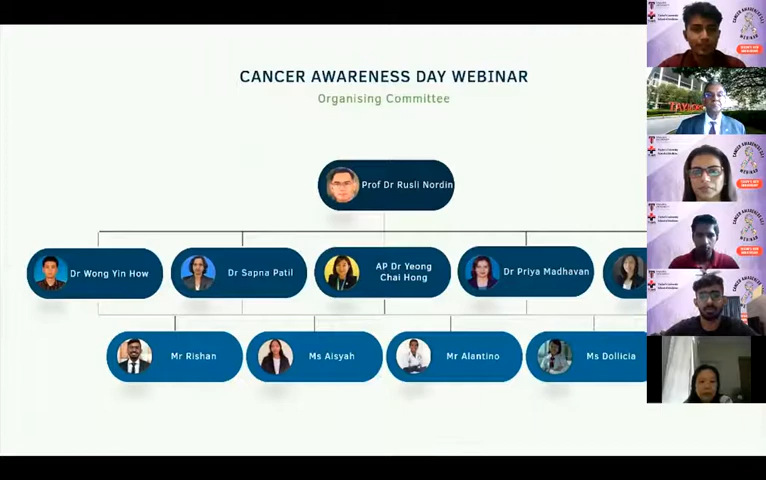 CANCER AWARENESS DAY WEBINAR
Organising Committee
Prof Dr Rusli Nordin
Dr Wong Yin How
Dr Sapna Patil
AP Dr Yeong
Chai Hong
Dr Priya Madhavan
Mr Rishan
Ms Aisyah
Mr Alantino
Ms Dollicia